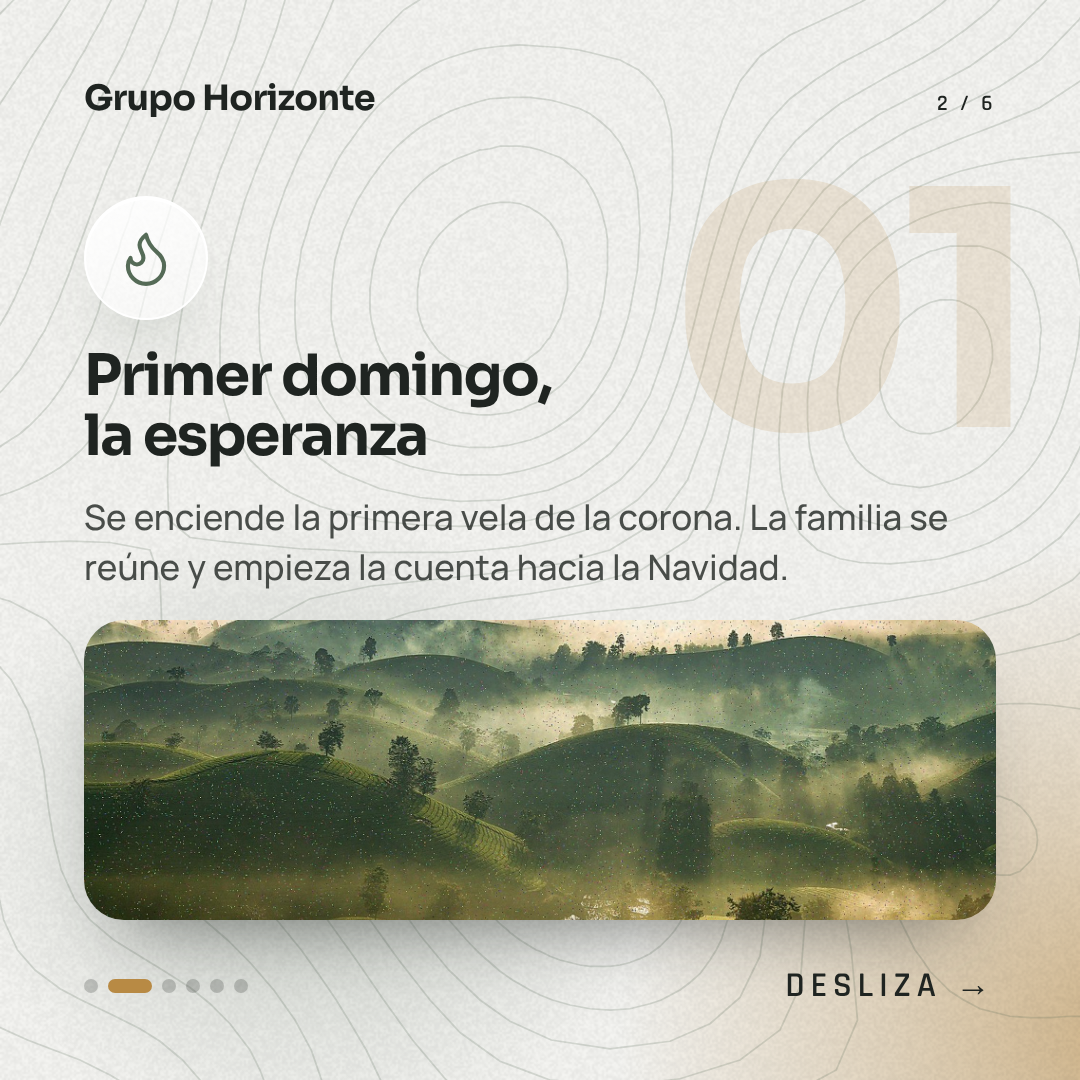 Grupo Horizonte
2 / 6
01
Primer domingo,
la esperanza
Se enciende la primera vela de la corona. La familia se
reúne y empieza la cuenta hacia la Navidad.
DESLIZA →